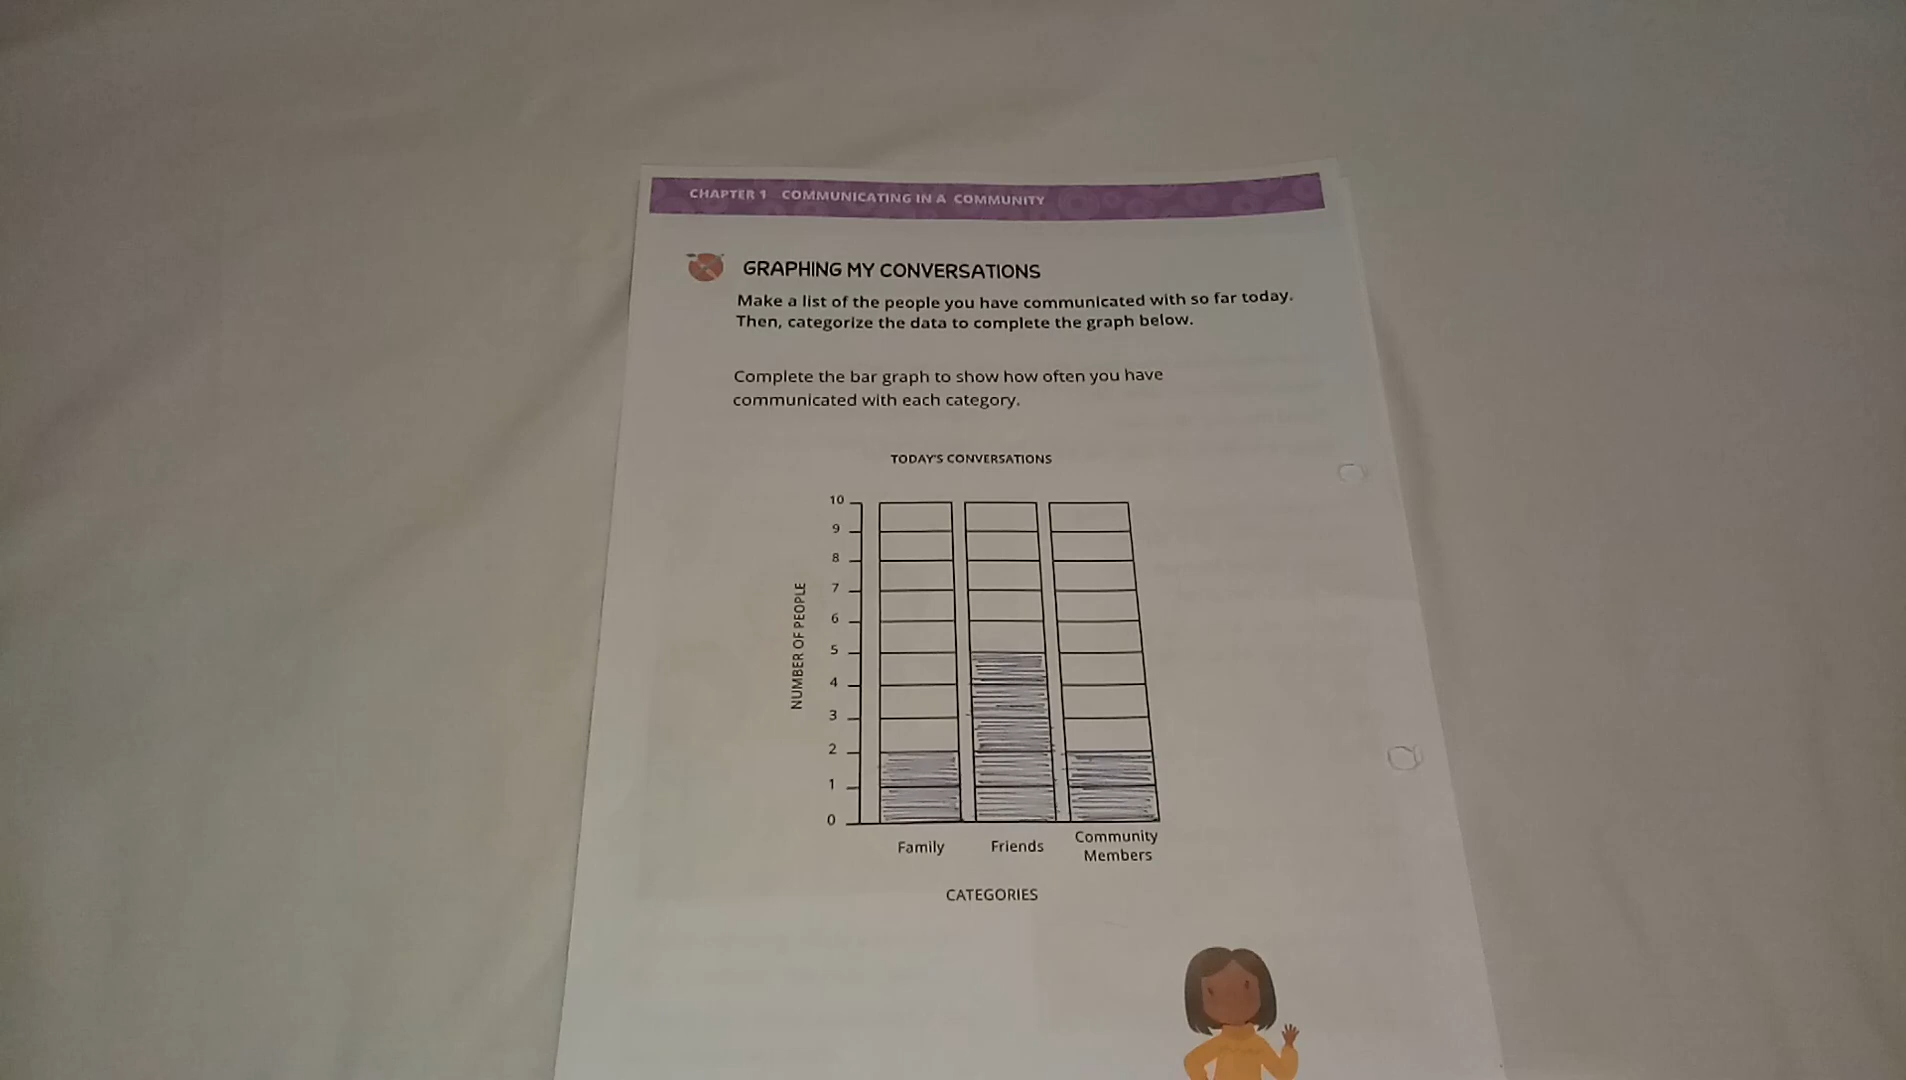 CHAPTER 1 COMMUNICATING IN A COMMUNITY
GRAPHING MY CONVERSATIONS
Make a list of the people you have communicated with so far today.
Then, categorize the data to complete the graph below.
Complete the bar graph to show how often you have
communicated with each category.
TODAY'S CONVERSATIONS
NUMBER OF PEOPLE
10
9
8
7
6
5
4
3
2
1
0
Family
Friends
Community
Members
CATEGORIES